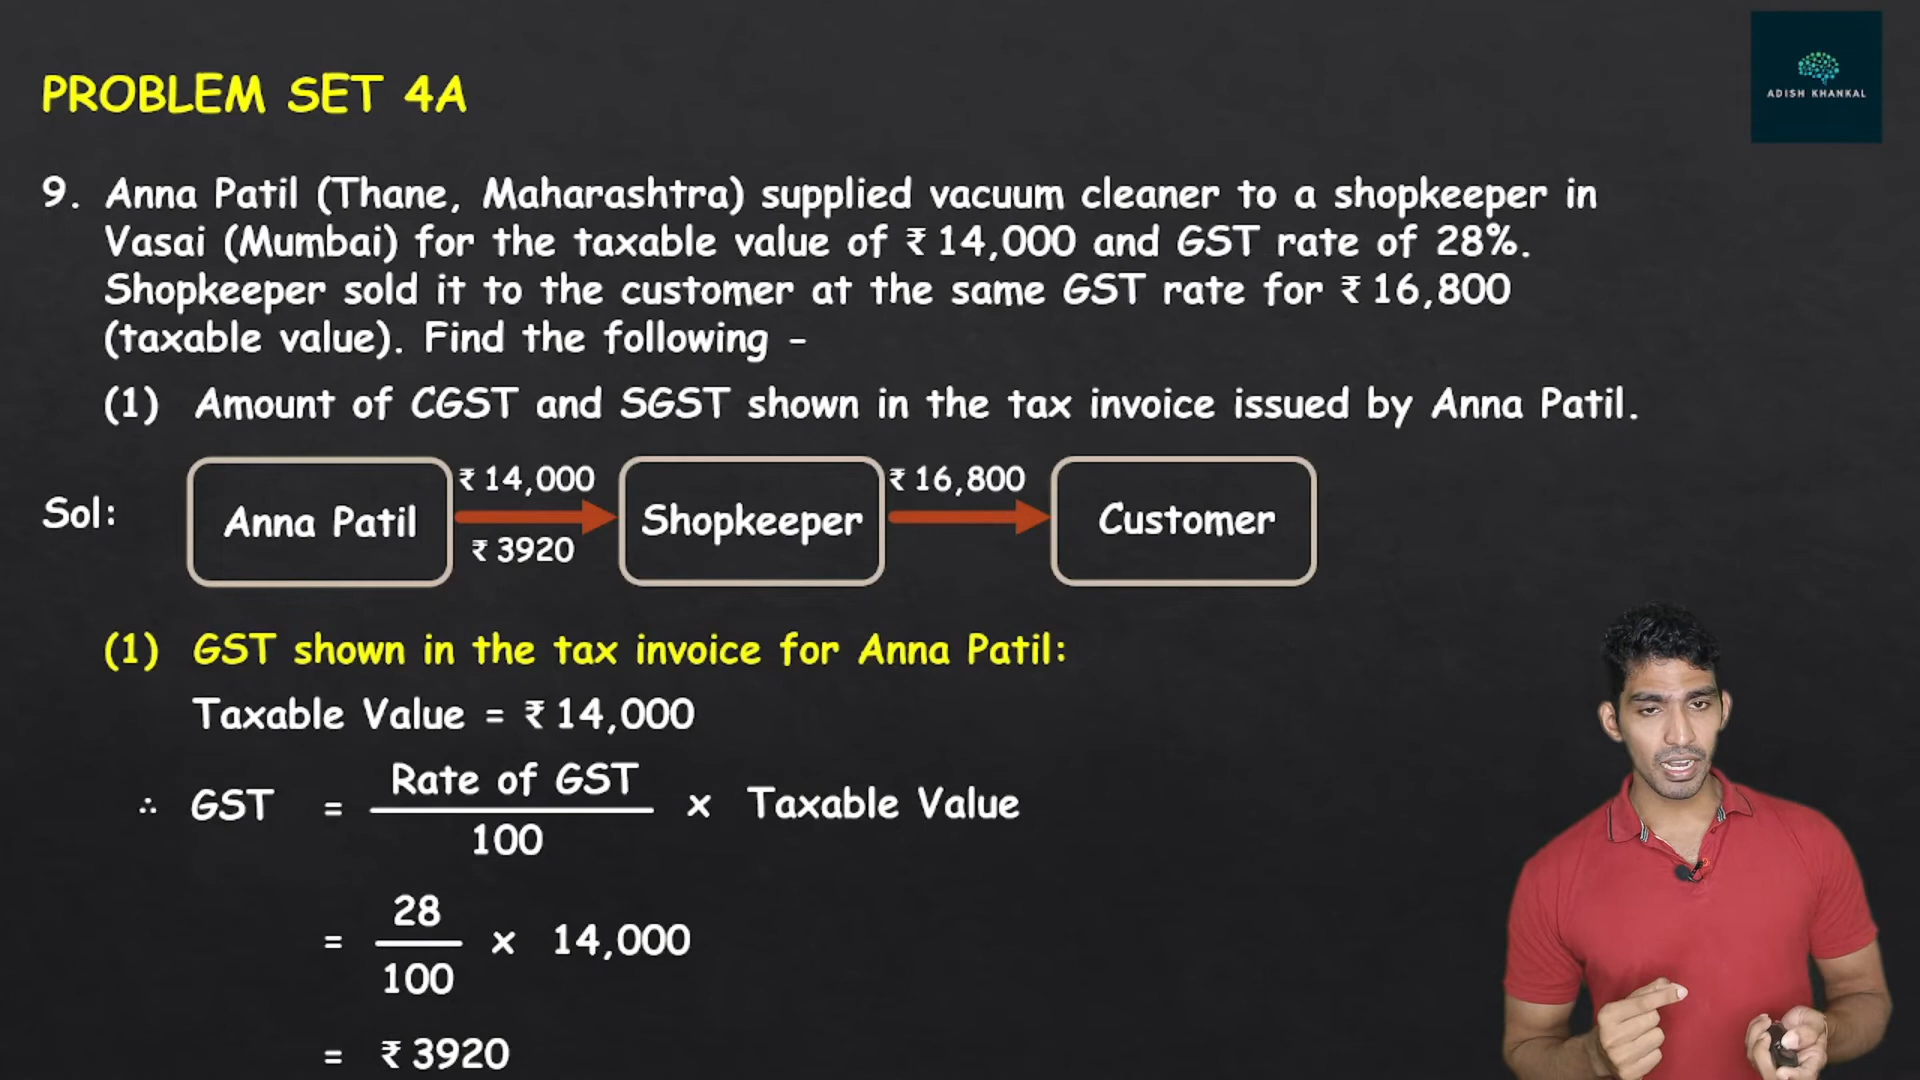 ADISH KHANKAL
PROBLEM SET 4A
9. Anna Patil (Thane, Maharashtra) supplied vacuum cleaner to a shopkeeper in
Vasai (Mumbai) for the taxable value of ₹ 14,000 and GST rate of 28%.
Shopkeeper sold it to the customer at the same GST rate for ₹ 16,800
(taxable value). Find the following -
(1) Amount of CGST and SGST shown in the tax invoice issued by Anna Patil.
Sol:
Anna Patil
₹ 14,000
₹ 3920
Shopkeeper
₹ 16,800
Customer
(1) GST shown in the tax invoice for Anna Patil:
Taxable Value = ₹ 14,000
∴ GST = Rate of GST / 100 x Taxable Value
= 28 / 100 x 14,000
= ₹ 3920